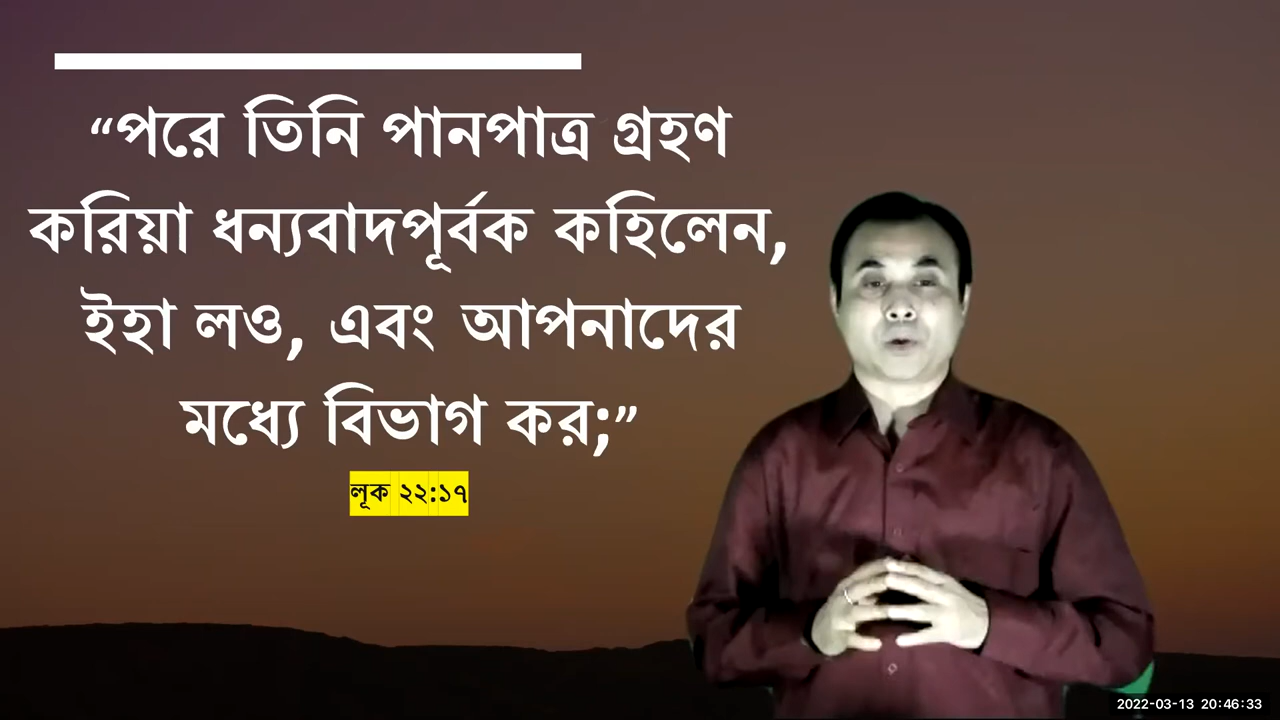 “পরে তিনি পানপাত্র গ্রহণ
করিয়া ধন্যবাদপূর্বক কহিলেন,
ইহা লও, এবং আপনাদের
মধ্যে বিভাগ কর;”
লূক ২২:১৭
2022-03-13 20:46:33